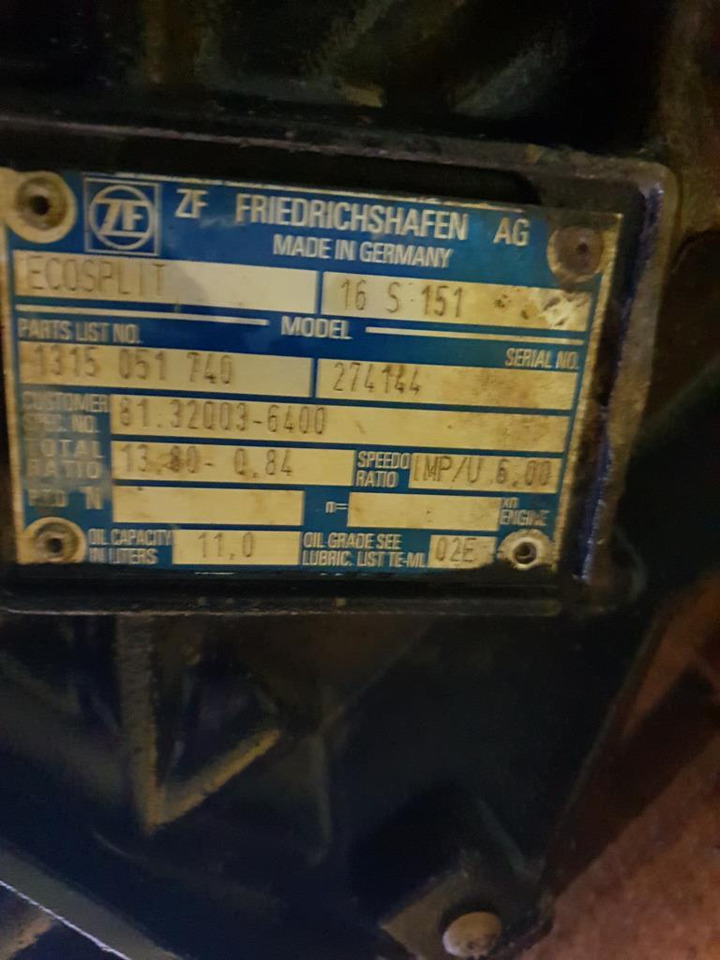 ZF ZF FRIEDRICHSHAFEN AG
MADE IN GERMANY
ECOSPLIT 16 S 151
MODEL
PARTS LIST NO. SERIAL NO.
1315 051 740 274144
CUSTOMER SPEC. NO. 81.32003-6400
TOTAL RATIO 13.80- 0.84 SPEEDO RATIO IMP/U 6.00
P.T.O N n= xn ENGINE
OIL CAPACITY IN LITERS 11,0 OIL GRADE SEE LUBRIC. LIST TE-ML 02E